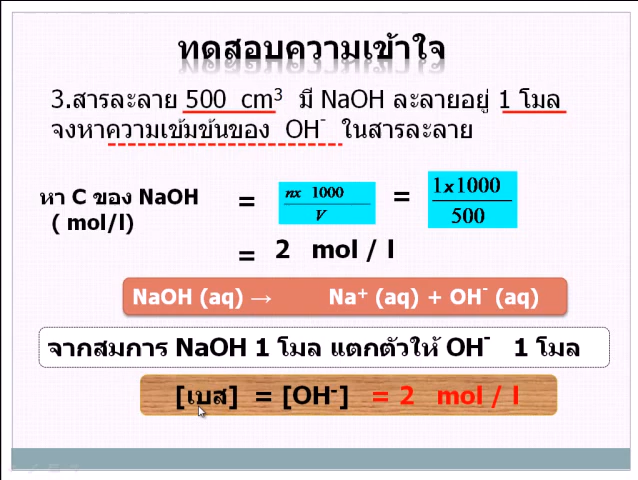 ทดสอบความเข้าใจ
3.สารละลาย 500 cm³ มี NaOH ละลายอยู่ 1 โมล
จงหาความเข้มข้นของ OH⁻ ในสารละลาย
หา C ของ NaOH = nx 1000 / V = 1x1000 / 500
( mol/l)
= 2 mol / l
NaOH (aq) → Na⁺ (aq) + OH⁻ (aq)
จากสมการ NaOH 1 โมล แตกตัวให้ OH⁻ 1 โมล
[เบส] = [OH⁻] = 2 mol / l